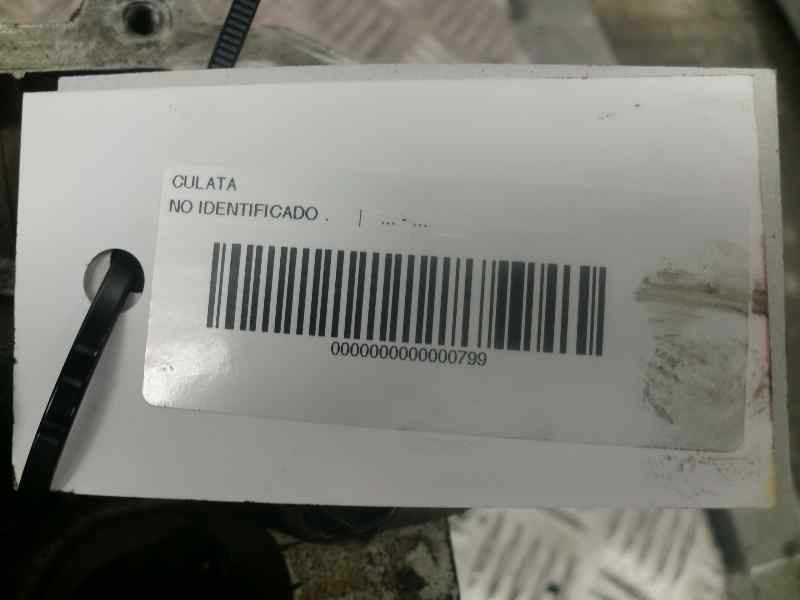 CULATA
NO IDENTIFICADO . | ... - ...
0000000000000799